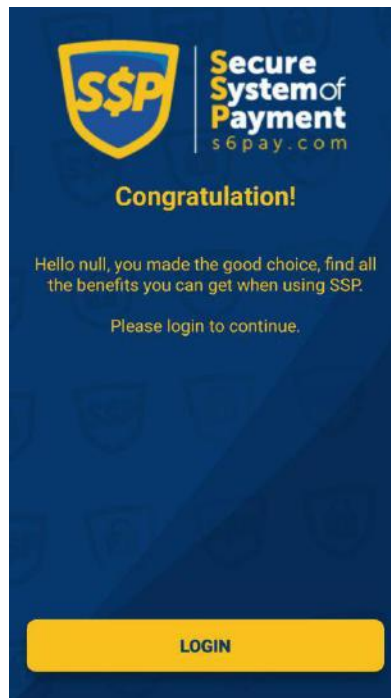 S$P
Secure
Systemof
Payment
s6pay.com
Congratulation!
Hello null, you made the good choice, find all
the benefits you can get when using SSP.
Please login to continue.
LOGIN